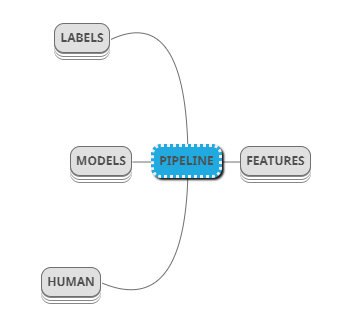 LABELS
MODELS
PIPELINE
FEATURES
HUMAN